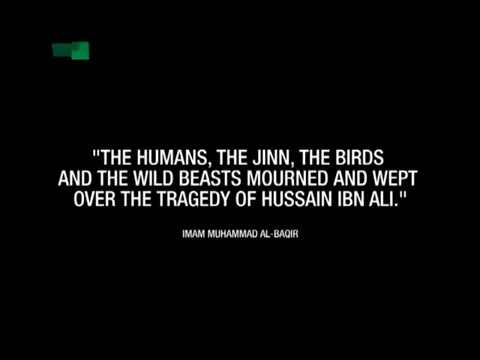 "THE HUMANS, THE JINN, THE BIRDS
AND THE WILD BEASTS MOURNED AND WEPT
OVER THE TRAGEDY OF HUSSAIN IBN ALI."
IMAM MUHAMMAD AL-BAQIR